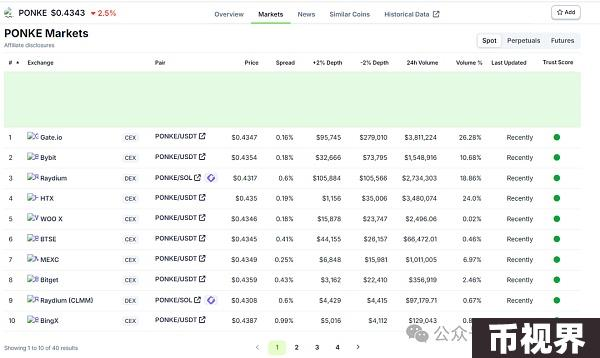 PONKE $0.4343 ▼2.5% Overview Markets News Similar Coins Historical Data Add
PONKE Markets
Affiliate disclosures
Spot Perpetuals Futures
# Exchange Pair Price Spread +2% Depth -2% Depth 24h Volume Volume % Last Updated Trust Score
1 Gate.io CEX PONKE/USDT $0.4347 0.16% $95,745 $279,010 $3,811,224 26.28% Recently
2 Bybit CEX PONKE/USDT $0.4354 0.18% $32,666 $73,795 $1,548,916 10.68% Recently
3 Raydium DEX PONKE/SOL $0.4317 0.6% $105,884 $105,566 $2,734,303 18.86% Recently
4 HTX CEX PONKE/USDT $0.435 0.19% $1,156 $35,006 $3,480,074 24.0% Recently
5 WOO X CEX PONKE/USDT $0.4346 0.18% $15,878 $23,747 $2,496.06 0.02% Recently
6 BTSE CEX PONKE/USDT $0.4345 0.41% $44,155 $26,157 $66,472.01 0.46% Recently
7 MEXC CEX PONKE/USDT $0.4349 0.25% $6,848 $15,981 $1,011,005 6.97% Recently
8 Bitget CEX PONKE/USDT $0.4359 0.43% $3,162 $22,410 $356,919 2.46% Recently
9 Raydium (CLMM) DEX PONKE/SOL $0.4308 0.6% $4,429 $4,415 $97,179.71 0.67% Recently
10 BingX CEX PONKE/USDT $0.4387 0.99% $5,016 $4,112 $129,043
公众
币视界
Showing 1 to 10 of 40 results 1 2 3 4